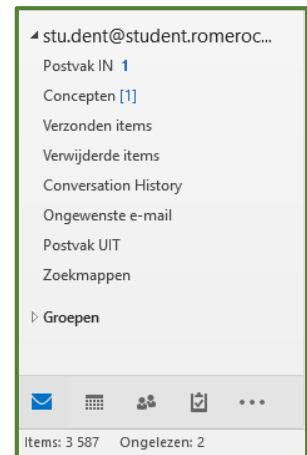 stu.dent@student.romeroc...
Postvak IN 1
Concepten [1]
Verzonden items
Verwijderde items
Conversation History
Ongewenste e-mail
Postvak UIT
Zoekmappen
Groepen
Items: 3 587 Ongelezen: 2